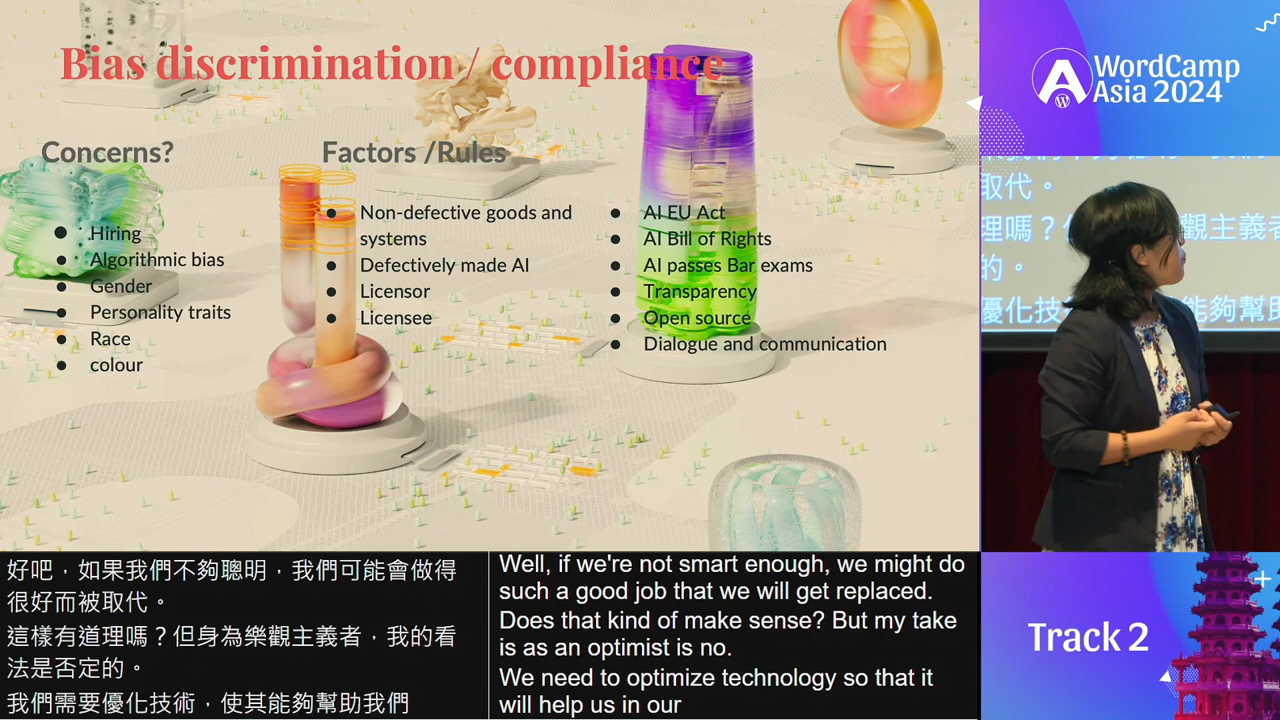 Bias discrimination / compliance
Concerns?
Hiring
Algorithmic bias
Gender
Personality traits
Race
colour
Factors /Rules
Non-defective goods and
systems
Defectively made AI
Licensor
Licensee
AI EU Act
AI Bill of Rights
AI passes Bar exams
Transparency
Open source
Dialogue and communication
WordCamp
Asia 2024
取代。
理嗎？
觀主義者
的。
優化技
能夠幫助
好吧，如果我們不夠聰明，我們可能會做得
很好而被取代。
這樣有道理嗎？但身為樂觀主義者，我的看
法是否定的。
我們需要優化技術，使其能夠幫助我們
Well, if we're not smart enough, we might do
such a good job that we will get replaced.
Does that kind of make sense? But my take
is as an optimist is no.
We need to optimize technology so that it
will help us in our
Track 2